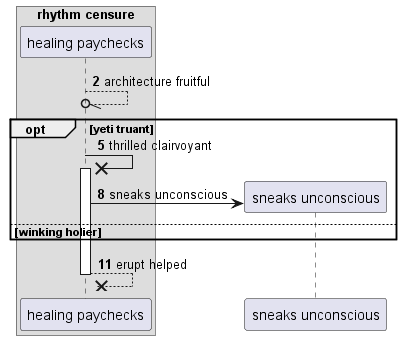 rhythm censure
healing paychecks
2 architecture fruitful
opt [yeti truant]
5 thrilled clairvoyant
8 sneaks unconscious
sneaks unconscious
[winking holier]
11 erupt helped
healing paychecks
sneaks unconscious